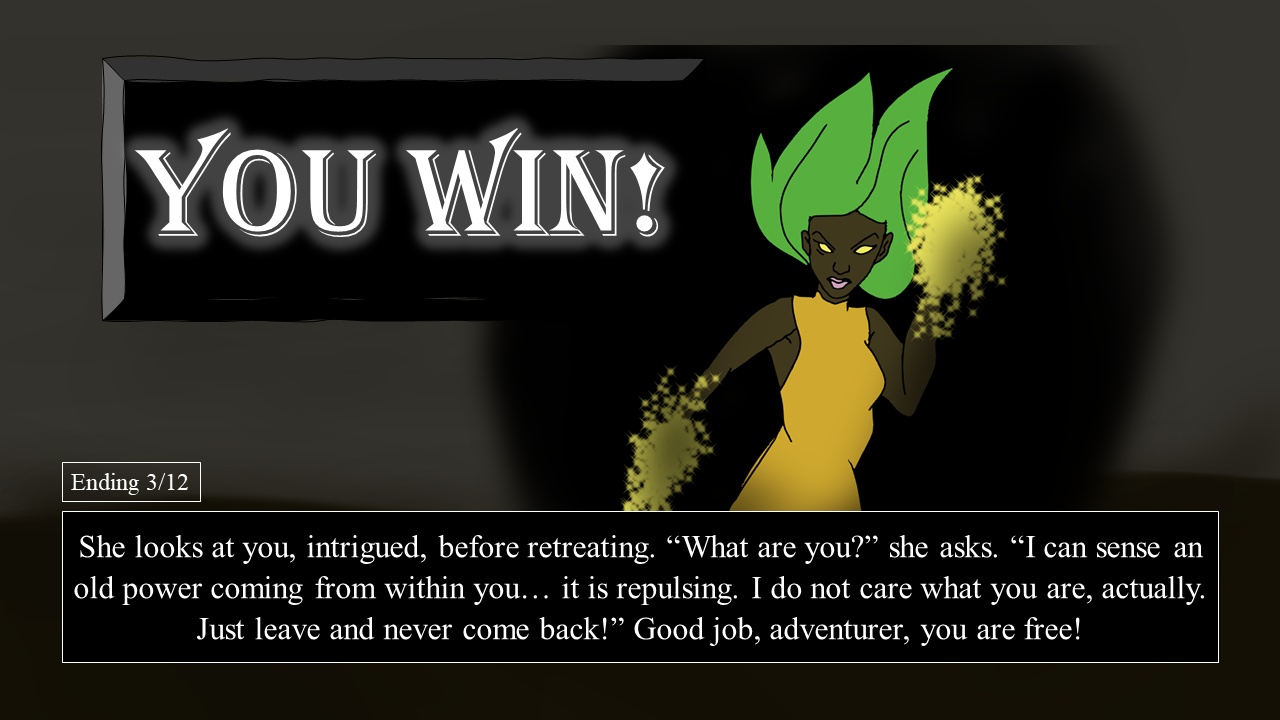 YOU WIN!
Ending 3/12
She looks at you, intrigued, before retreating. “What are you?” she asks. “I can sense an
old power coming from within you… it is repulsing. I do not care what you are, actually.
Just leave and never come back!” Good job, adventurer, you are free!